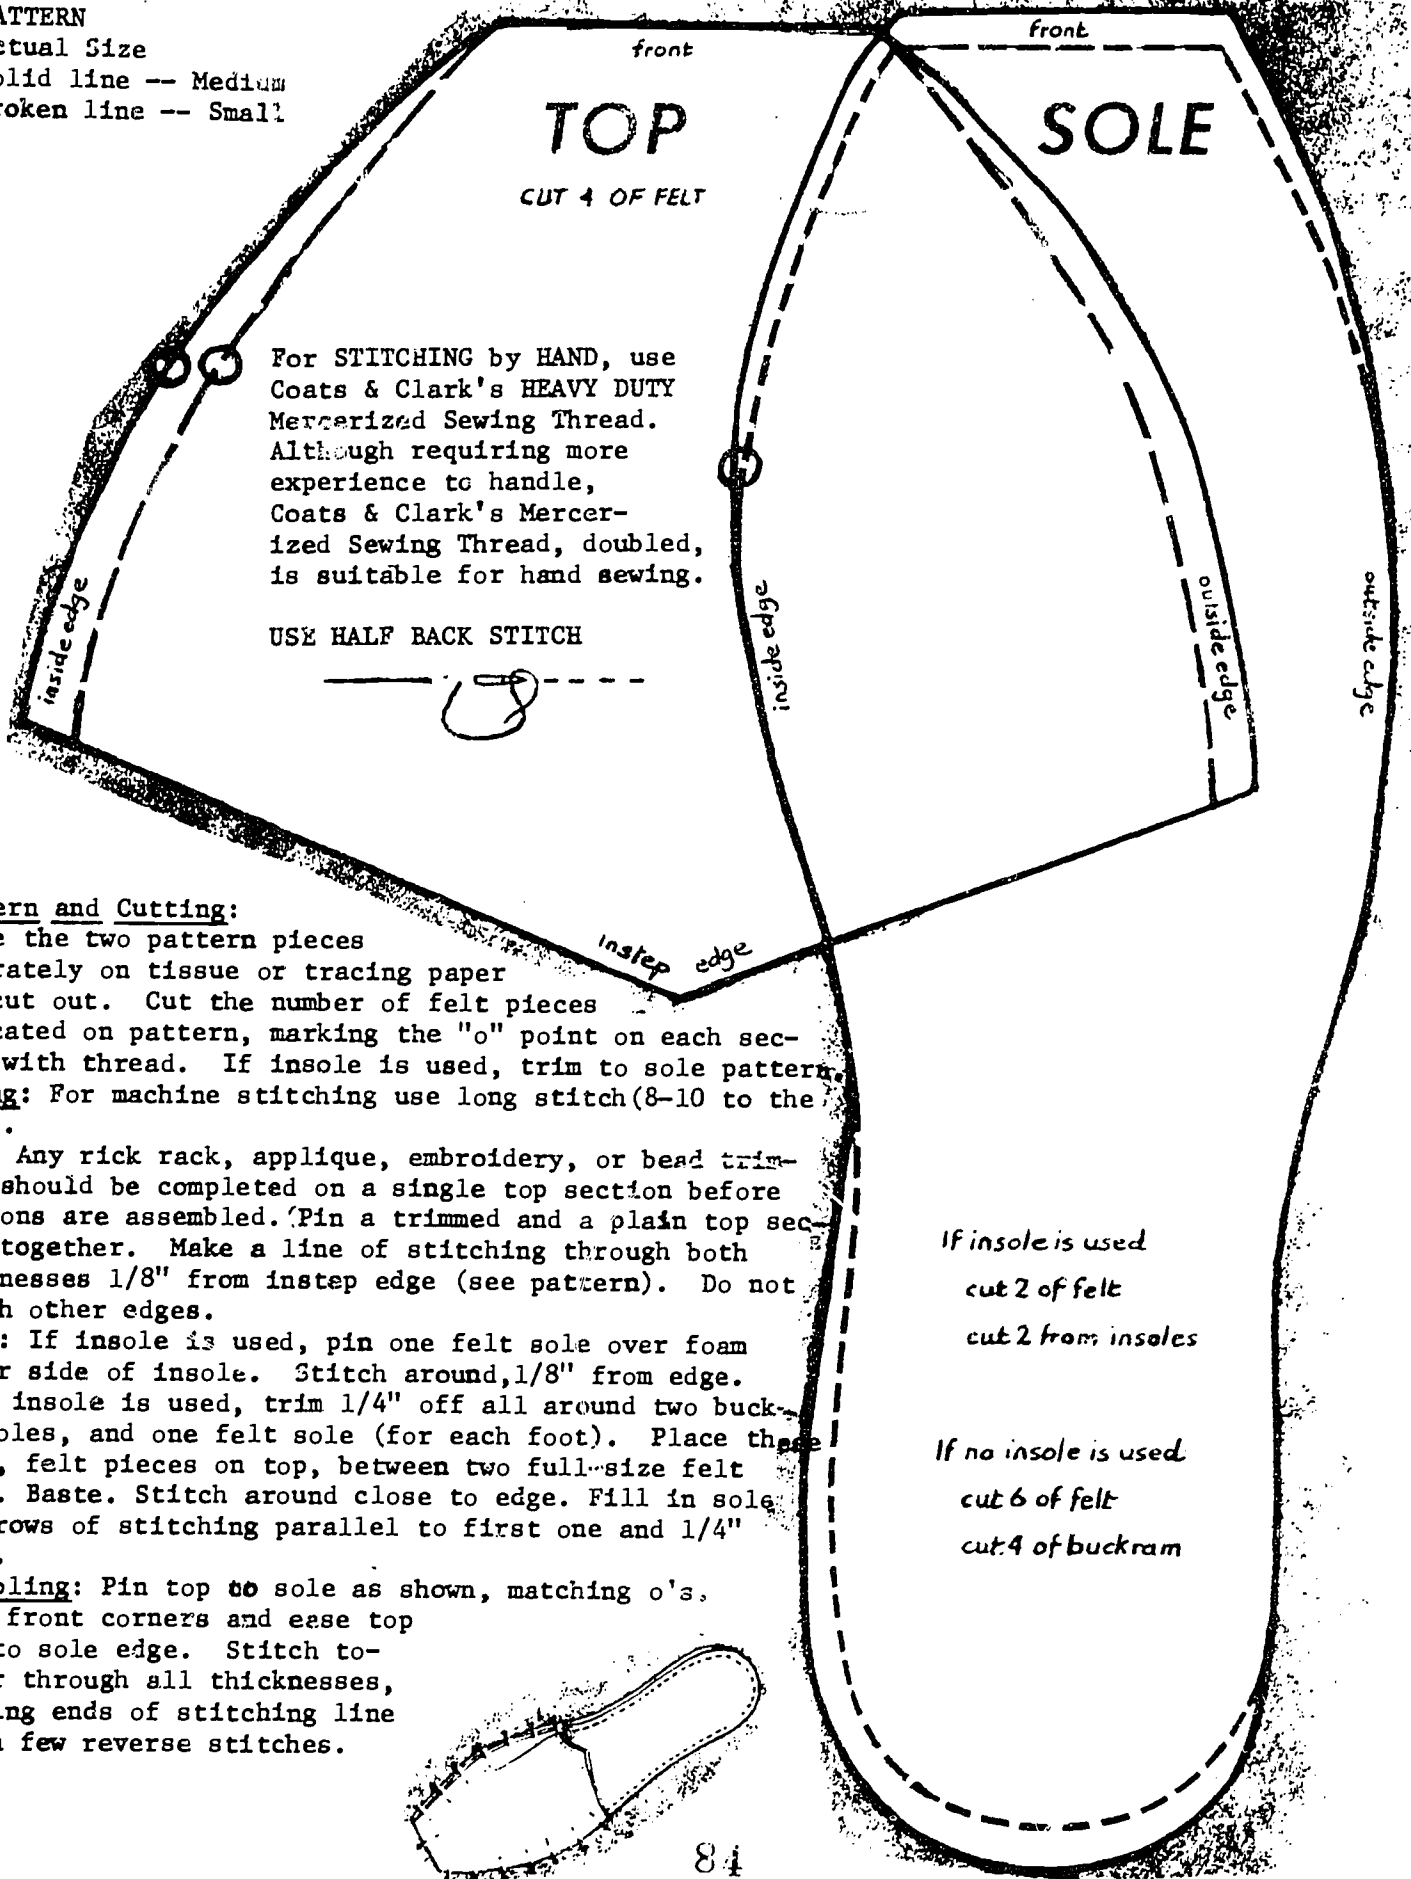 ATTERN
ctual Size
olid line -- Medium
roken line -- Small
front
TOP
CUT 4 OF FELT
front
SOLE
For STITCHING by HAND, use
Coats & Clark's HEAVY DUTY
Mercerized Sewing Thread.
Although requiring more
experience to handle,
Coats & Clark's Mercer-
ized Sewing Thread, doubled,
is suitable for hand sewing.
USE HALF BACK STITCH
inside edge
inside edge
outside edge
outside edge
instep edge
ern and Cutting:
e the two pattern pieces
rately on tissue or tracing paper
cut out. Cut the number of felt pieces
cated on pattern, marking the "o" point on each sec-
with thread. If insole is used, trim to sole pattern.
ng: For machine stitching use long stitch(8-10 to the
.
Any rick rack, applique, embroidery, or bead trim-
should be completed on a single top section before
ons are assembled. Pin a trimmed and a plain top sec-
together. Make a line of stitching through both
nesses 1/8" from instep edge (see pattern). Do not
h other edges.
: If insole is used, pin one felt sole over foam
r side of insole. Stitch around,1/8" from edge.
insole is used, trim 1/4" off all around two buck-
oles, and one felt sole (for each foot). Place these
, felt pieces on top, between two full-size felt
. Baste. Stitch around close to edge. Fill in sole
rows of stitching parallel to first one and 1/4"
.
bling: Pin top to sole as shown, matching o's,
front corners and ease top
to sole edge. Stitch to-
r through all thicknesses,
ing ends of stitching line
a few reverse stitches.
If insole is used
cut 2 of felt
cut 2 from insoles
If no insole is used
cut 6 of felt
cut 4 of buckram
84